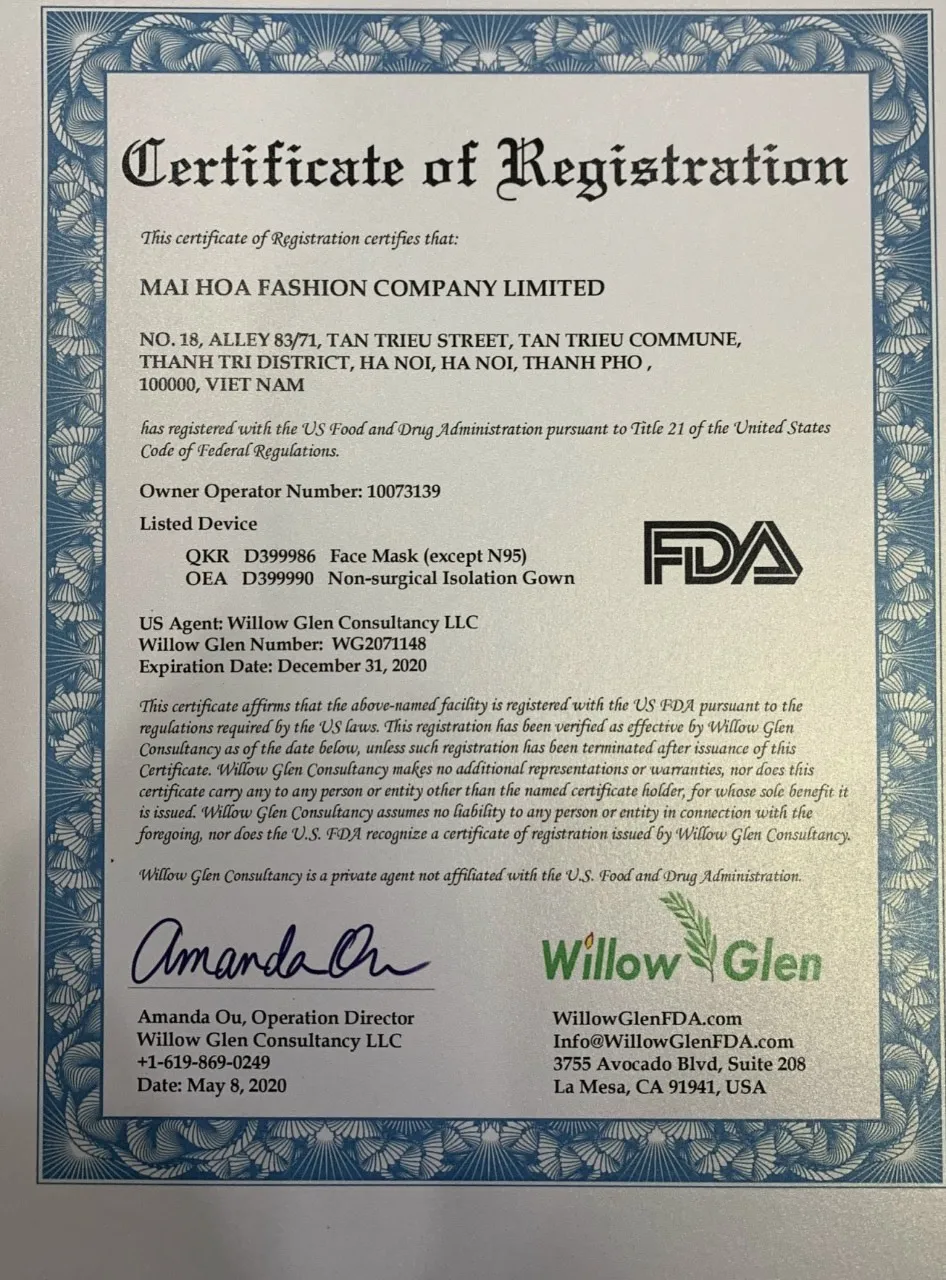 Certificate of Registration
This certificate of Registration certifies that:
MAI HOA FASHION COMPANY LIMITED
NO. 18, ALLEY 83/71, TAN TRIEU STREET, TAN TRIEU COMMUNE,
THANH TRI DISTRICT, HA NOI, HA NOI, THANH PHO ,
100000, VIET NAM
has registered with the US Food and Drug Administration pursuant to Title 21 of the United States
Code of Federal Regulations.
Owner Operator Number: 10073139
Listed Device
QKR D399986 Face Mask (except N95)
OEA D399990 Non-surgical Isolation Gown
FDA
US Agent: Willow Glen Consultancy LLC
Willow Glen Number: WG2071148
Expiration Date: December 31, 2020
This certificate affirms that the above-named facility is registered with the US FDA pursuant to the
regulations required by the US laws. This registration has been verified as effective by Willow Glen
Consultancy as of the date below, unless such registration has been terminated after issuance of this
Certificate. Willow Glen Consultancy makes no additional representations or warranties, nor does this
certificate carry any to any person or entity other than the named certificate holder, for whose sole benefit it
is issued. Willow Glen Consultancy assumes no liability to any person or entity in connection with the
foregoing, nor does the U.S. FDA recognize a certificate of registration issued by Willow Glen Consultancy.
Willow Glen Consultancy is a private agent not affiliated with the U.S. Food and Drug Administration.
Amanda Ou
Willow Glen
Amanda Ou, Operation Director
Willow Glen Consultancy LLC
+1-619-869-0249
Date: May 8, 2020
WillowGlenFDA.com
Info@WillowGlenFDA.com
3755 Avocado Blvd, Suite 208
La Mesa, CA 91941, USA